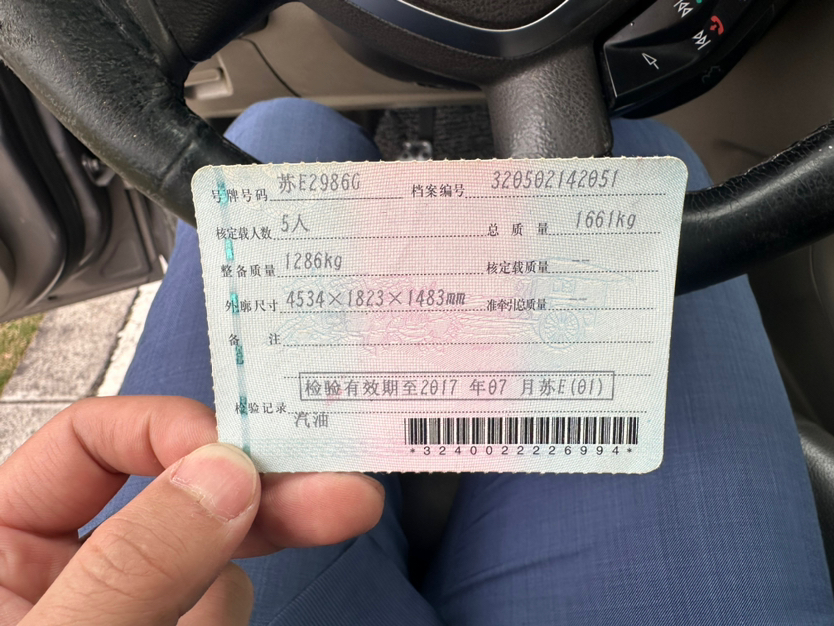 号牌号码 苏E2986G 档案编号 320502142051
核定载人数 5人 总质量 1661kg
整备质量 1286kg 核定载质量 --
外廓尺寸 4534×1823×1483mm 准牵引总质量 --
备注
检验有效期至2017 年07 月苏E(01)
检验记录
汽油
*3240022226994*